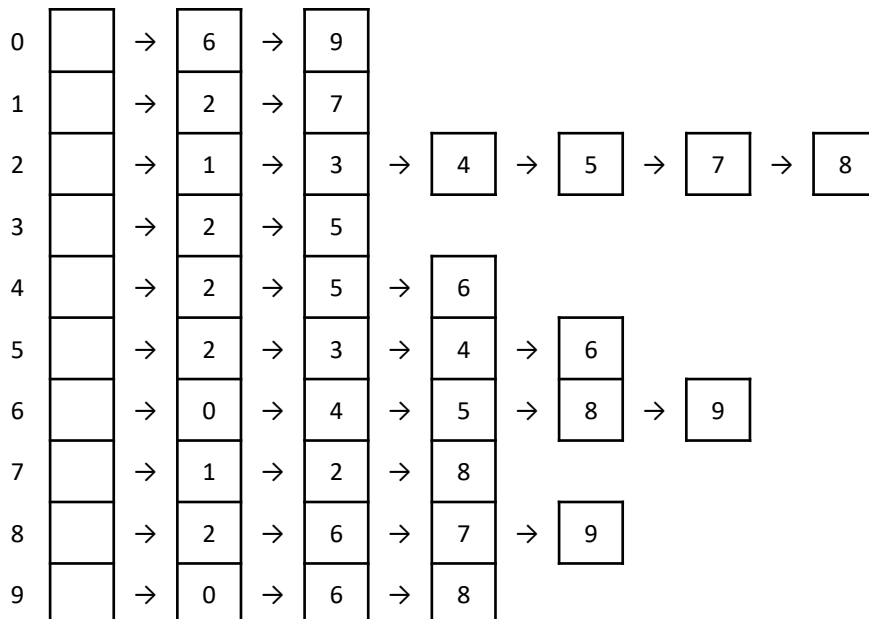 0 → 6 → 9
1 → 2 → 7
2 → 1 → 3 → 4 → 5 → 7 → 8
3 → 2 → 5
4 → 2 → 5 → 6
5 → 2 → 3 → 4 → 6
6 → 0 → 4 → 5 → 8 → 9
7 → 1 → 2 → 8
8 → 2 → 6 → 7 → 9
9 → 0 → 6 → 8